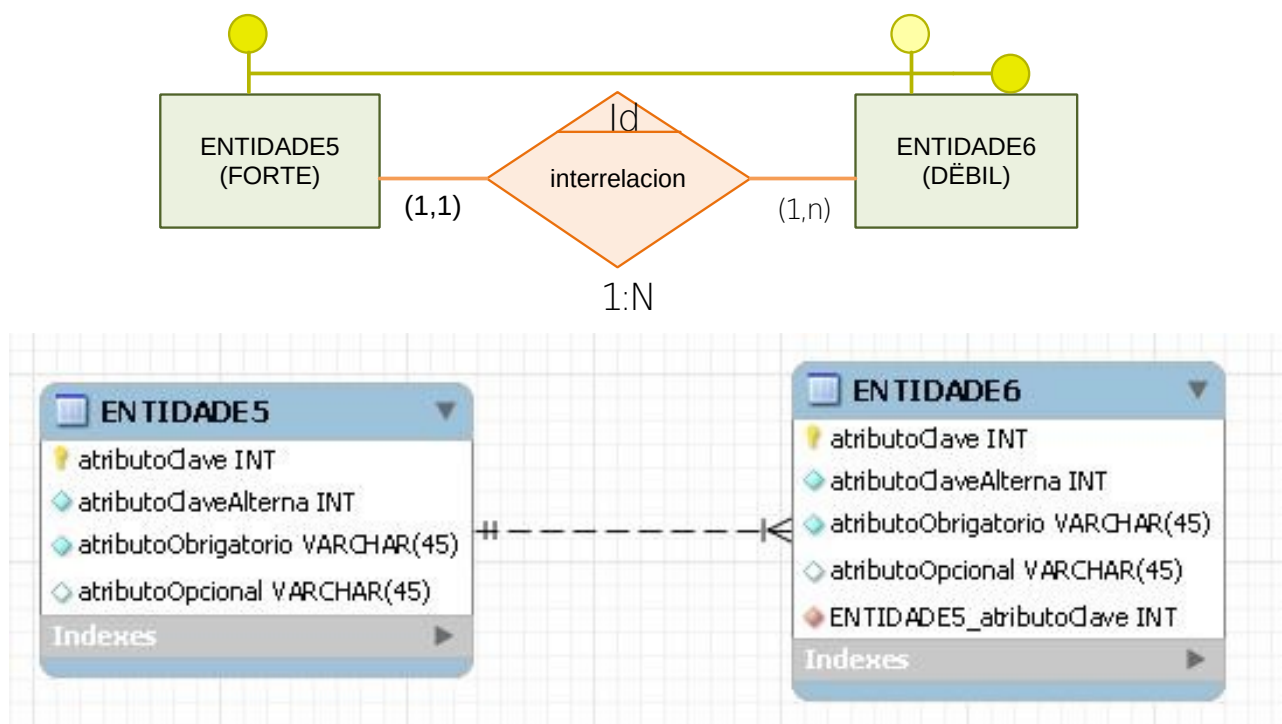 Id
ENTIDADE5
(FORTE)
interrelacion
ENTIDADE6
(DËBIL)
(1,1)
(1,n)
1:N
ENTIDADE5
atributoClave INT
atributoClaveAlterna INT
atributoObrigatorio VARCHAR(45)
atributoOpcional VARCHAR(45)
Indexes
ENTIDADE6
atributoClave INT
atributoClaveAlterna INT
atributoObrigatorio VARCHAR(45)
atributoOpcional VARCHAR(45)
ENTIDADE5_atributoClave INT
Indexes